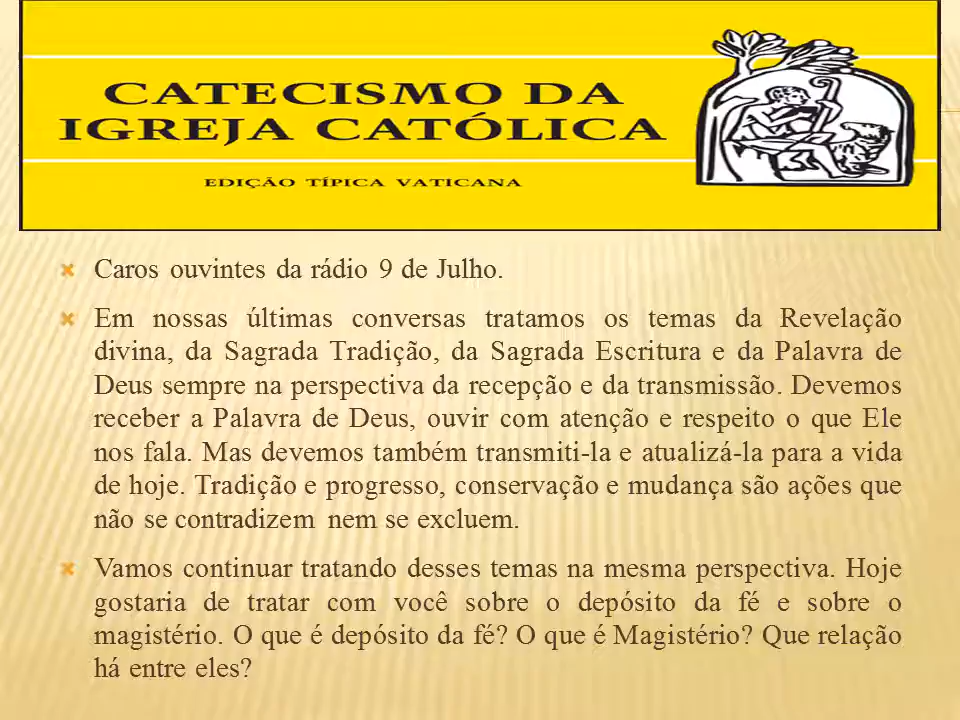 CATECISMO DA
IGREJA CATÓLICA
EDIÇÃO TÍPICA VATICANA
Caros ouvintes da rádio 9 de Julho.
Em nossas últimas conversas tratamos os temas da Revelação
divina, da Sagrada Tradição, da Sagrada Escritura e da Palavra de
Deus sempre na perspectiva da recepção e da transmissão. Devemos
receber a Palavra de Deus, ouvir com atenção e respeito o que Ele
nos fala. Mas devemos também transmiti-la e atualizá-la para a vida
de hoje. Tradição e progresso, conservação e mudança são ações que
não se contradizem nem se excluem.
Vamos continuar tratando desses temas na mesma perspectiva. Hoje
gostaria de tratar com você sobre o depósito da fé e sobre o
magistério. O que é depósito da fé? O que é Magistério? Que relação
há entre eles?